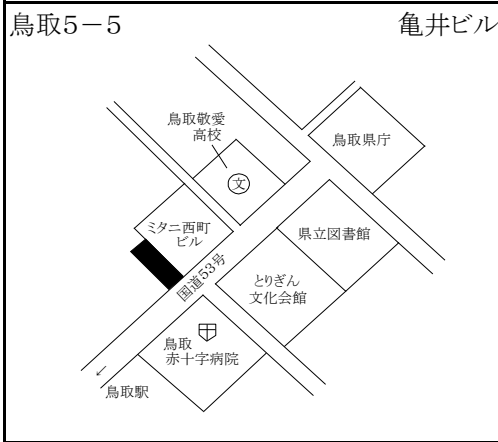 鳥取5－5
亀井ビル
鳥取敬愛
高校
文
鳥取県庁
ミタニ西町
ビル
県立図書館
国道53号
とりぎん
文化会館
鳥取
赤十字病院
鳥取駅